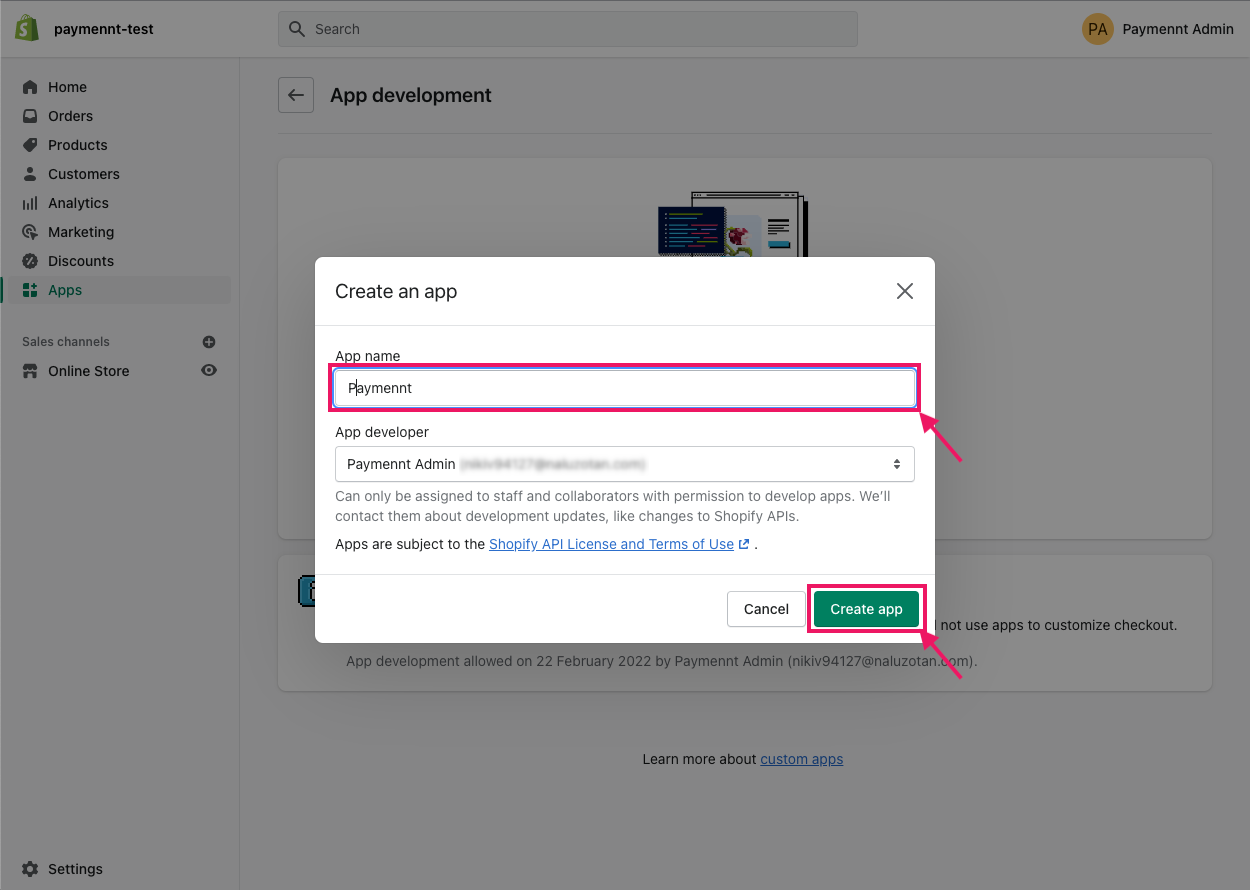 paymennt-test
Search
PA
Paymennt Admin
Home
Orders
Products
Customers
Analytics
Marketing
Discounts
Apps
Sales channels
Online Store
Settings
App development
Create an app
App name
Paymennt
App developer
Paymennt Admin
Can only be assigned to staff and collaborators with permission to develop apps. We’ll
contact them about development updates, like changes to Shopify APIs.
Apps are subject to the Shopify API License and Terms of Use .
Cancel
Create app
not use apps to customize checkout.
App development allowed on 22 February 2022 by Paymennt Admin (nikiv94127@naluzotan.com).
Learn more about custom apps